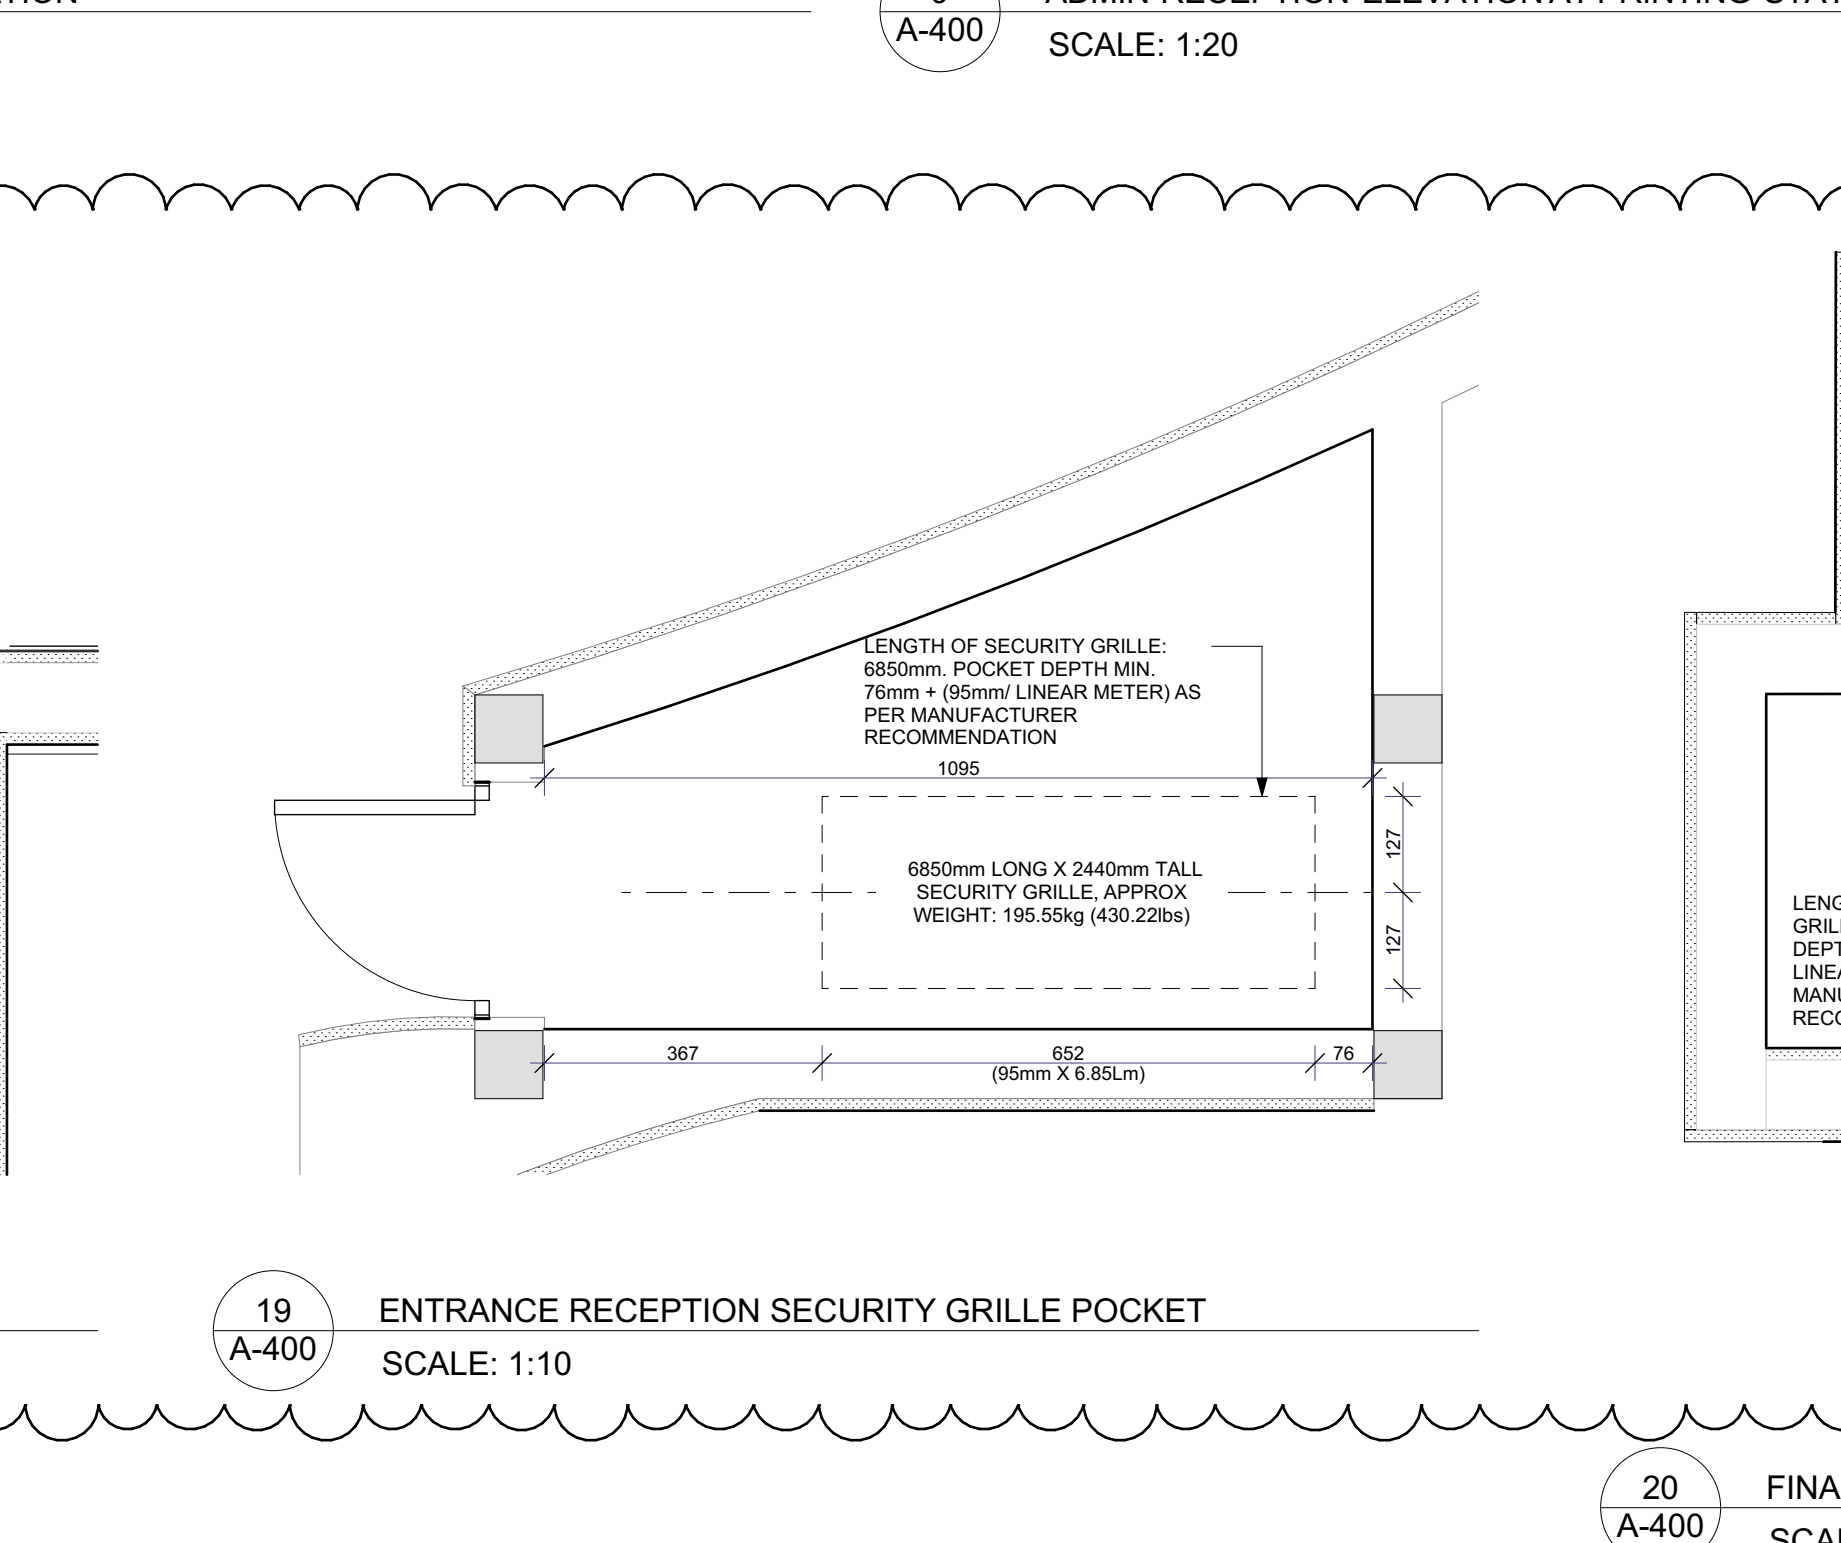 A-400
SCALE: 1:20
LENGTH OF SECURITY GRILLE:
6850mm. POCKET DEPTH MIN.
76mm + (95mm/ LINEAR METER) AS
PER MANUFACTURER
RECOMMENDATION
1095
127
127
6850mm LONG X 2440mm TALL
SECURITY GRILLE, APPROX
WEIGHT: 195.55kg (430.22lbs)
367
652
76
(95mm X 6.85Lm)
19
A-400
ENTRANCE RECEPTION SECURITY GRILLE POCKET
SCALE: 1:10
20
A-400